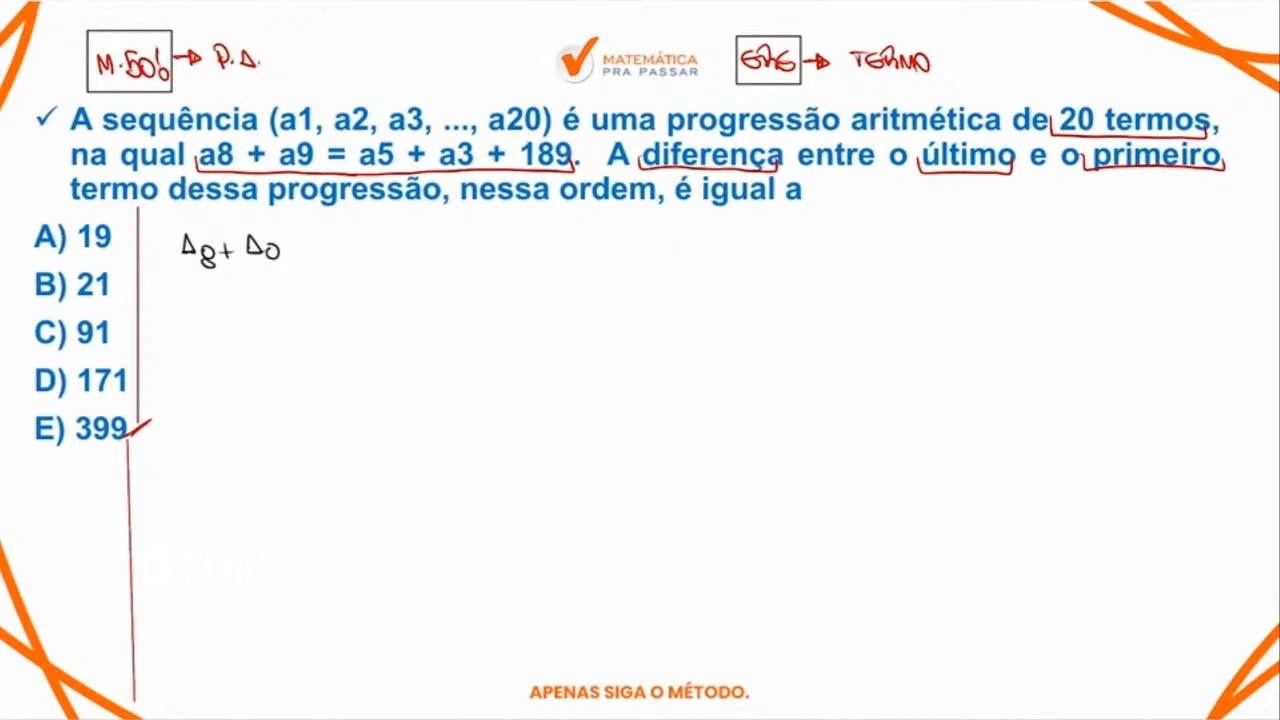 M.50% → P.A.
MATEMÁTICA
PRA PASSAR
→ TERMO
✓ A sequência (a1, a2, a3, ..., a20) é uma progressão aritmética de 20 termos,
na qual a8 + a9 = a5 + a3 + 189. A diferença entre o último e o primeiro
termo dessa progressão, nessa ordem, é igual a
A) 19
B) 21
C) 91
D) 171
E) 399
A8 + A9
APENAS SIGA O MÉTODO.